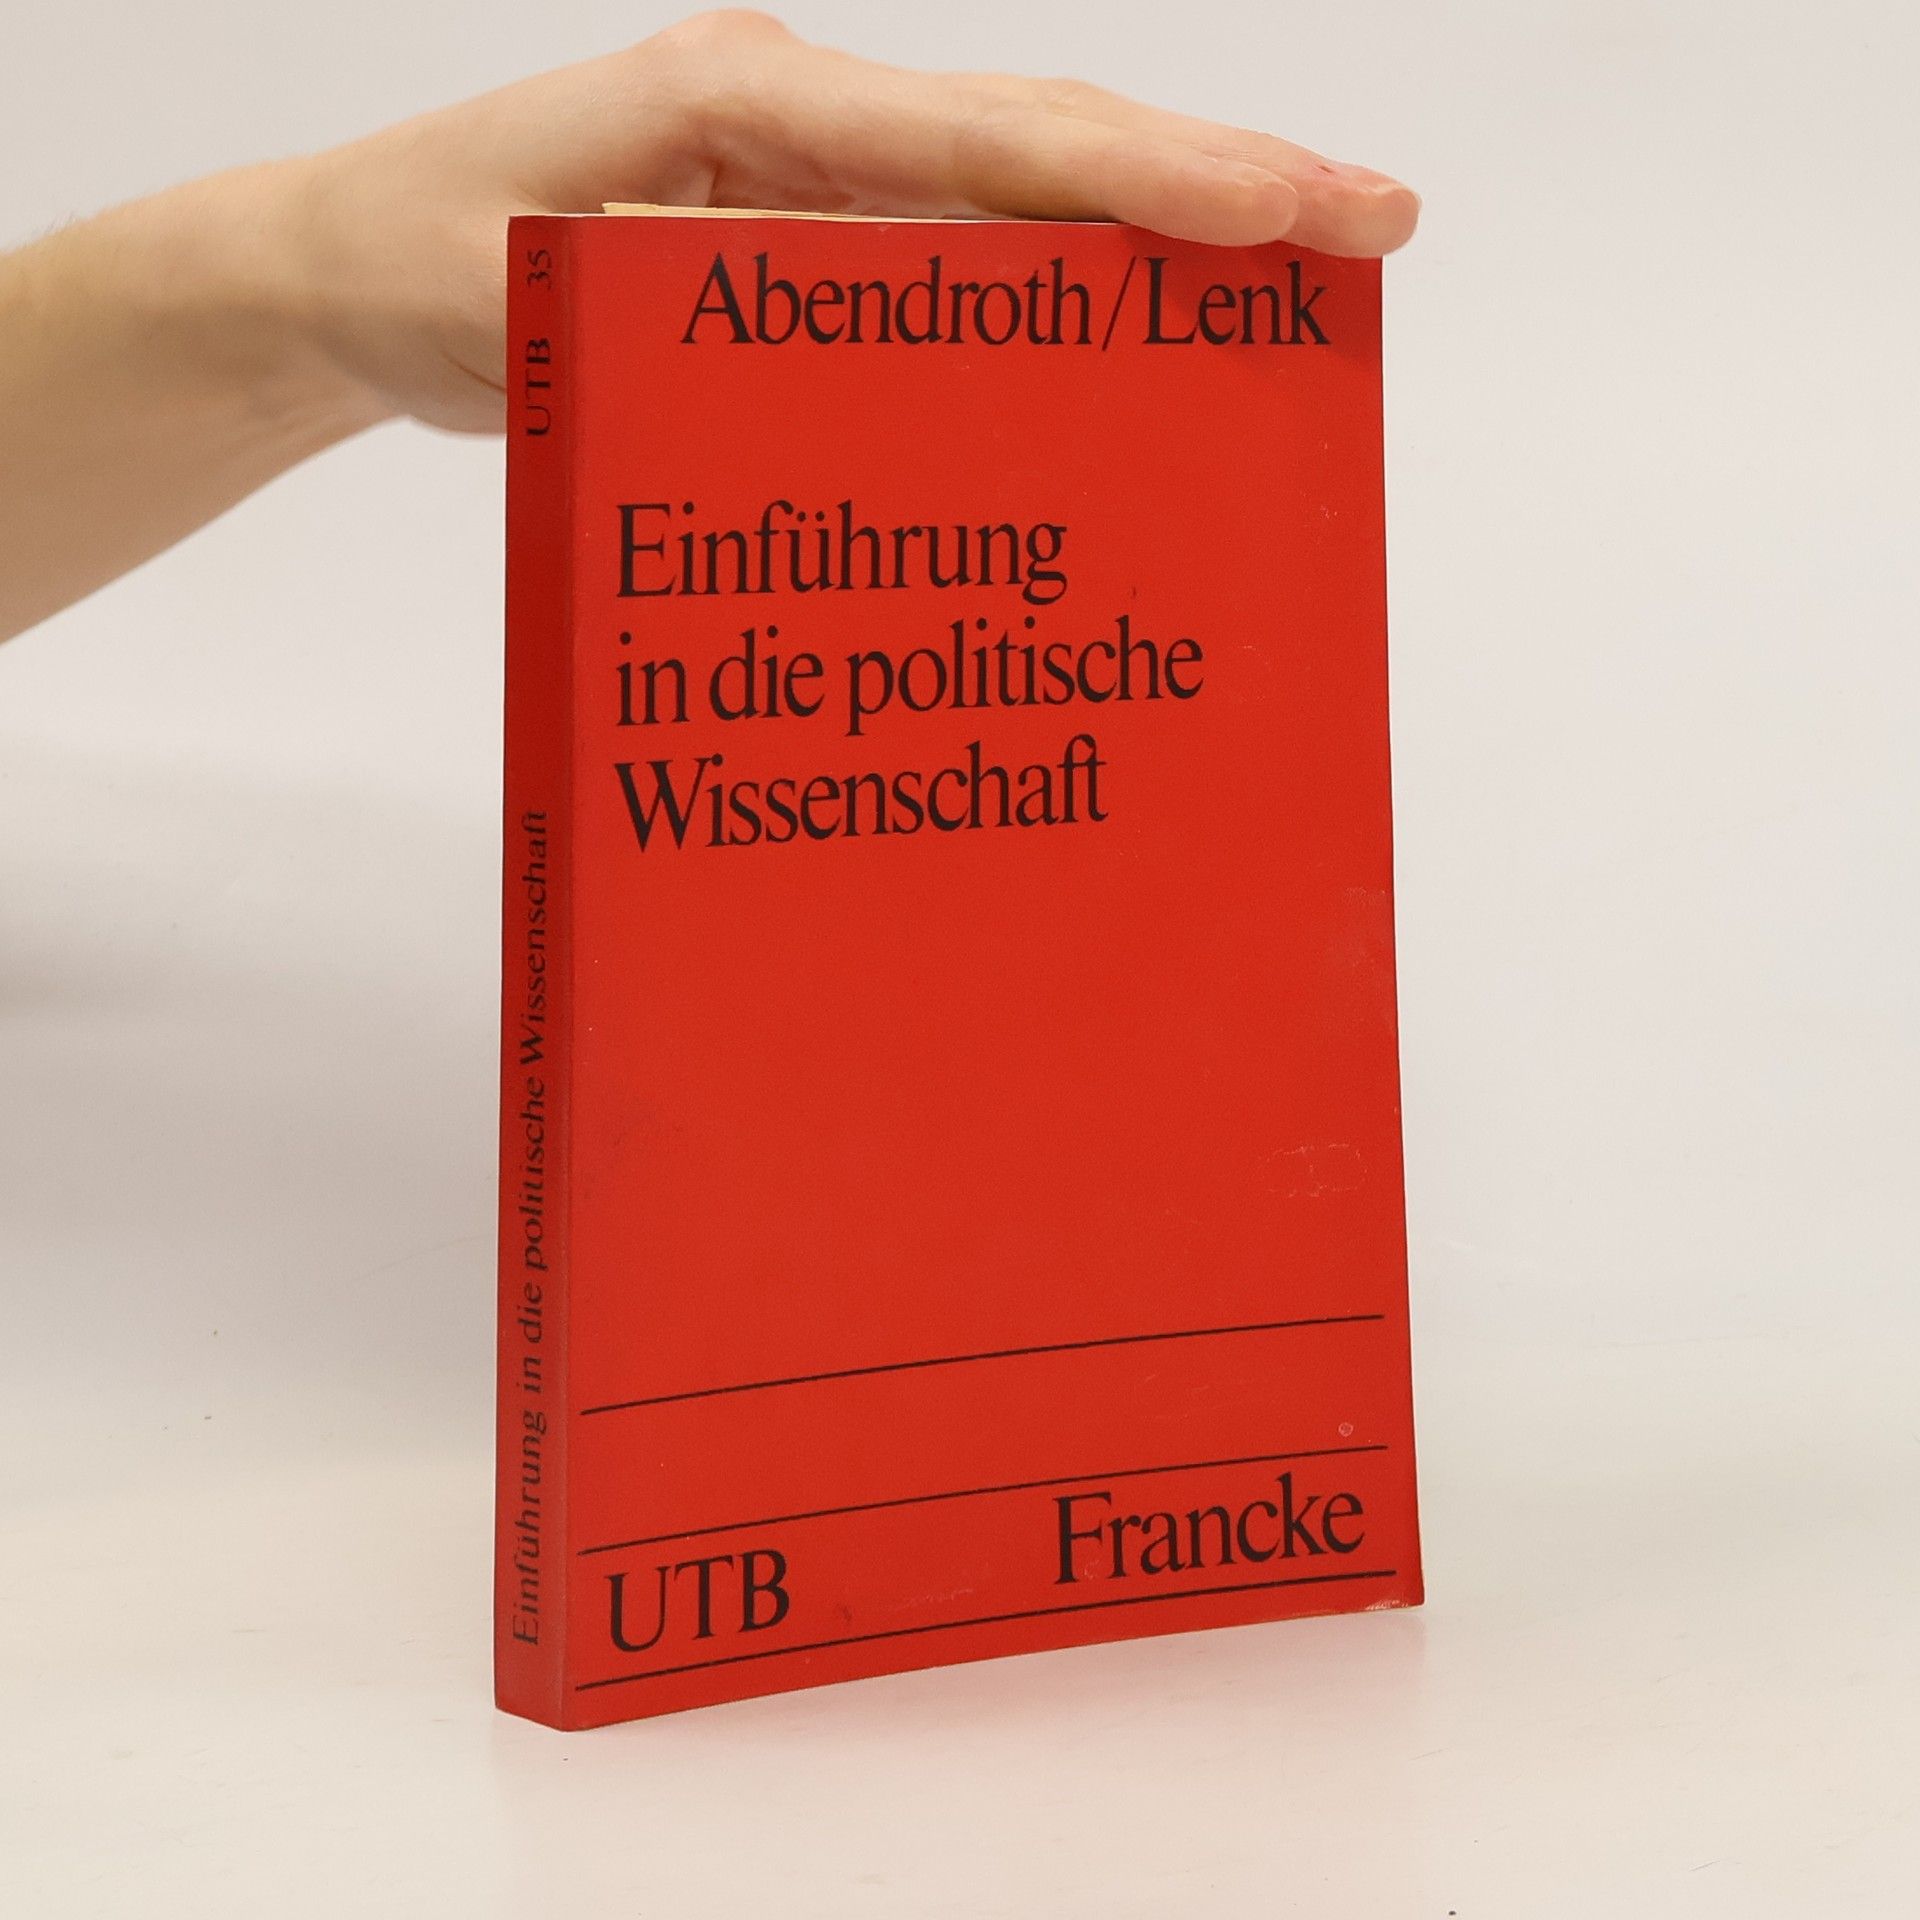 Abendroth/Lenk
Einführung
in die politische
Wissenschaft
UTB Francke
Einführung in die politische Wissenschaft UTB 35